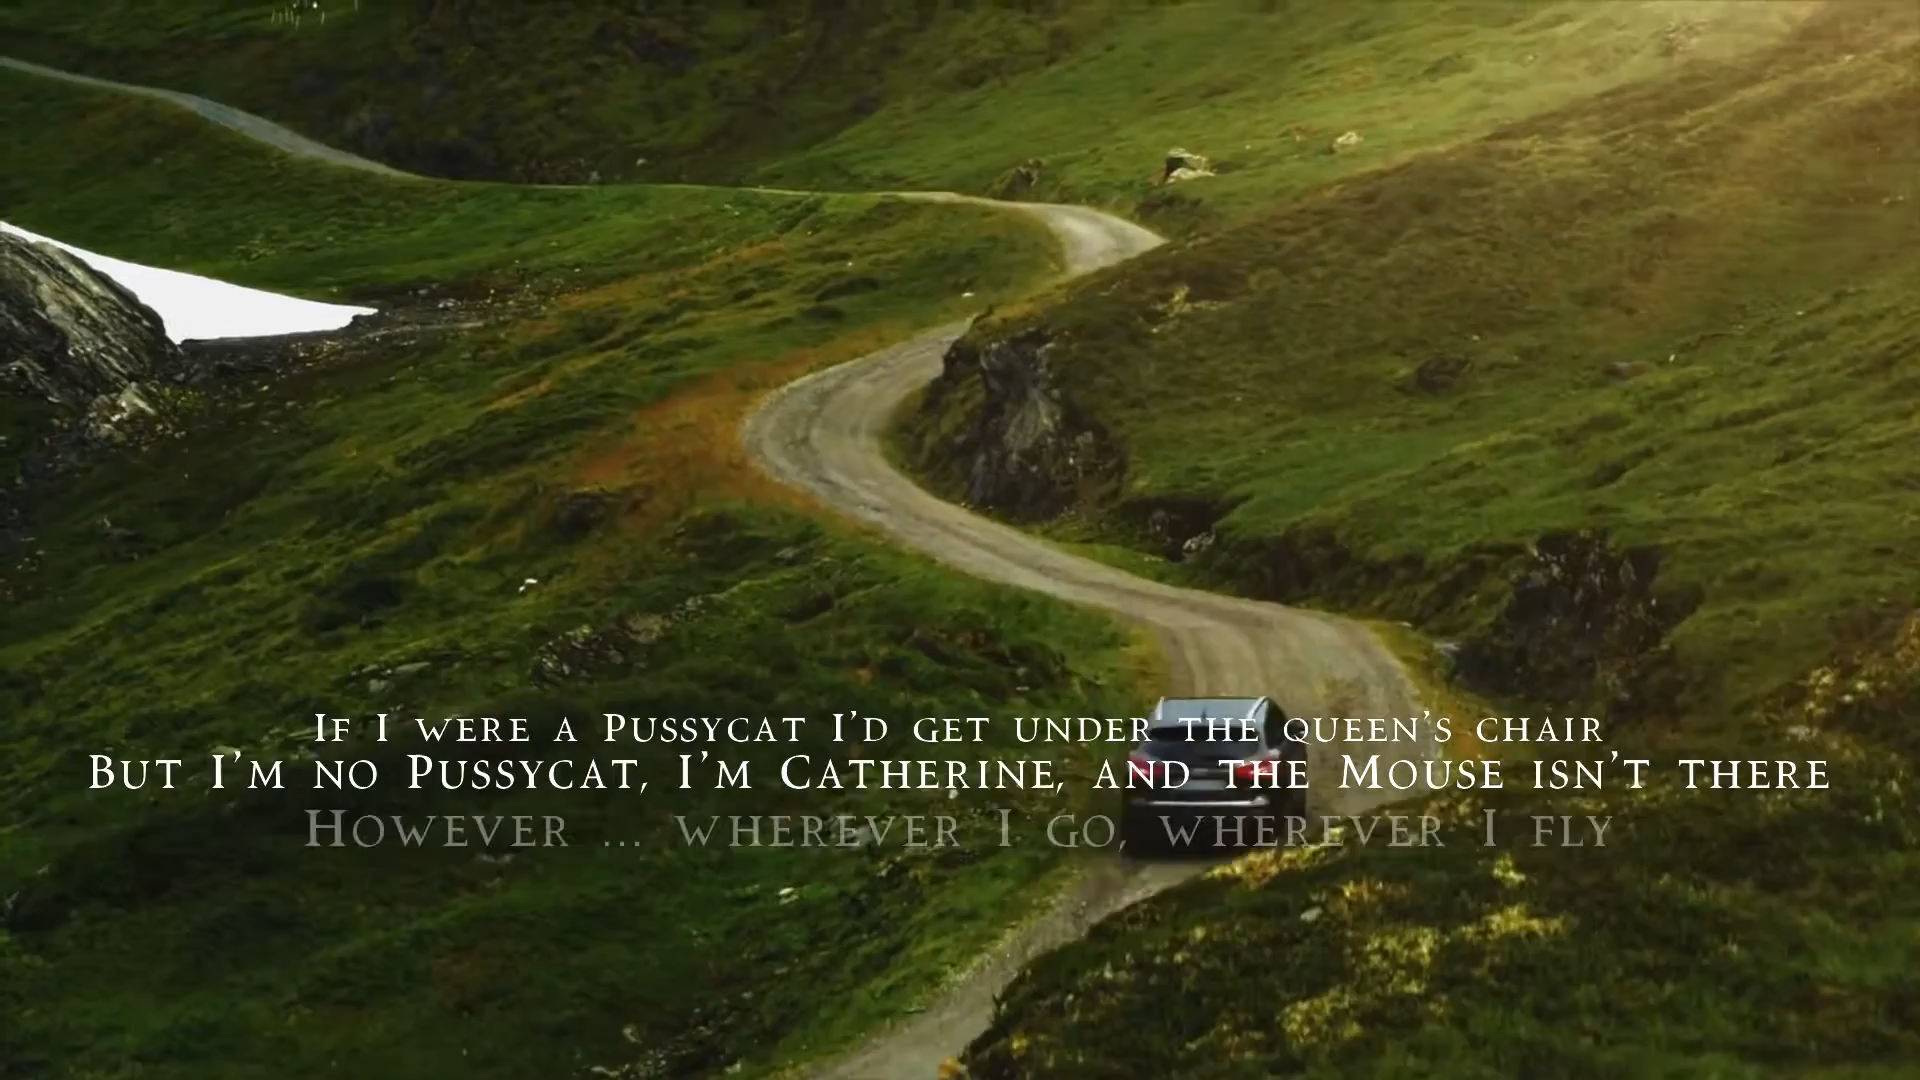 If I were a Pussycat I'd get under the queen's chair
But I'm no Pussycat, I'm Catherine, and the Mouse isn't there
However ... wherever I go, wherever I fly